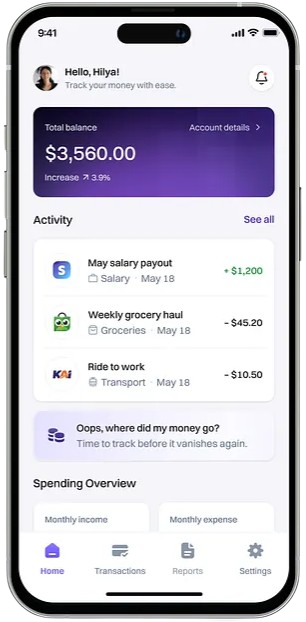 9:41
Hello, Hilya!
Track your money with ease.
Total balance
Account details >
$3,560.00
Increase ↗ 3.9%
Activity
See all
S
May salary payout
Salary · May 18
+ $1,200
Weekly grocery haul
Groceries · May 18
- $45.20
KAI
Ride to work
Transport · May 18
- $10.50
Oops, where did my money go?
Time to track before it vanishes again.
Spending Overview
Monthly income
Monthly expense
Home
Transactions
Reports
Settings